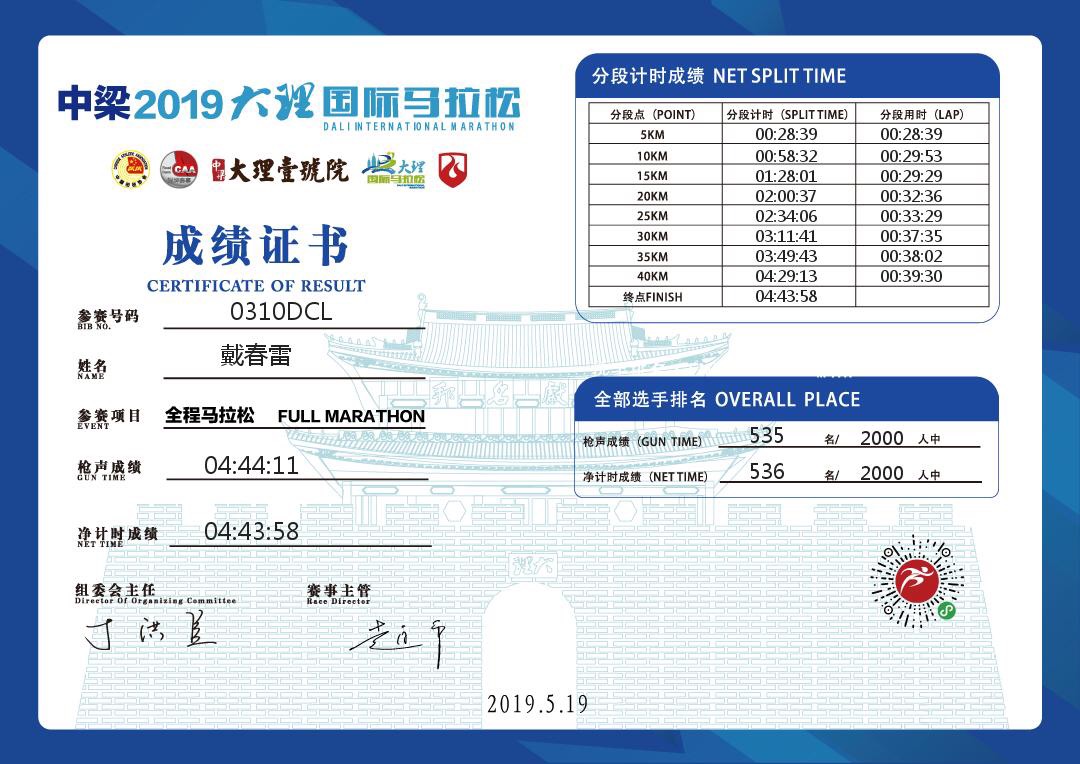 中梁2019大理国际马拉松
DALI INTERNATIONAL MARATHON
CAA 中梁 大理壹號院 大理
国际马拉松
成绩证书
CERTIFICATE OF RESULT
参赛号码 0310DCL
BIB NO.
姓名 戴春雷
NAME
参赛项目 全程马拉松 FULL MARATHON
EVENT
枪声成绩 04:44:11
GUN TIME
净计时成绩 04:43:58
NET TIME
组委会主任 赛事主管
Director Of Organizing Committee Race Director
2019.5.19
分段计时成绩 NET SPLIT TIME
分段点（POINT） 分段计时（SPLIT TIME） 分段用时（LAP）
5KM 00:28:39 00:28:39
10KM 00:58:32 00:29:53
15KM 01:28:01 00:29:29
20KM 02:00:37 00:32:36
25KM 02:34:06 00:33:29
30KM 03:11:41 00:37:35
35KM 03:49:43 00:38:02
40KM 04:29:13 00:39:30
终点FINISH 04:43:58
全部选手排名 OVERALL PLACE
枪声成绩（GUN TIME） 535 名/ 2000 人中
净计时成绩（NET TIME） 536 名/ 2000 人中
大理